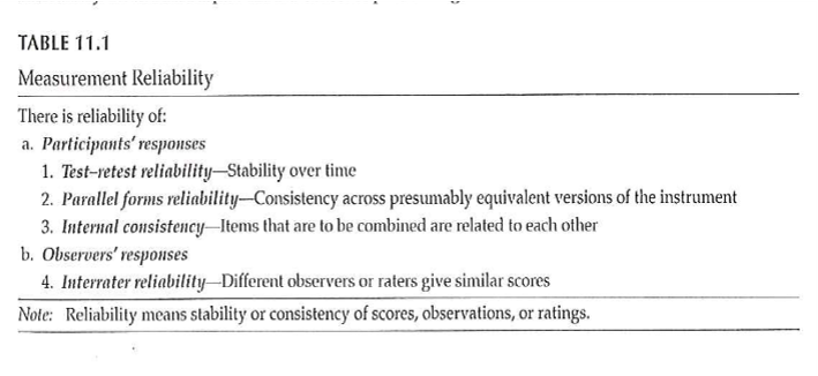 TABLE 11.1
Measurement Reliability
There is reliability of:
a. Participants' responses
1. Test–retest reliability—Stability over time
2. Parallel forms reliability—Consistency across presumably equivalent versions of the instrument
3. Internal consistency—Items that are to be combined are related to each other
b. Observers' responses
4. Interrater reliability—Different observers or raters give similar scores
Note: Reliability means stability or consistency of scores, observations, or ratings.